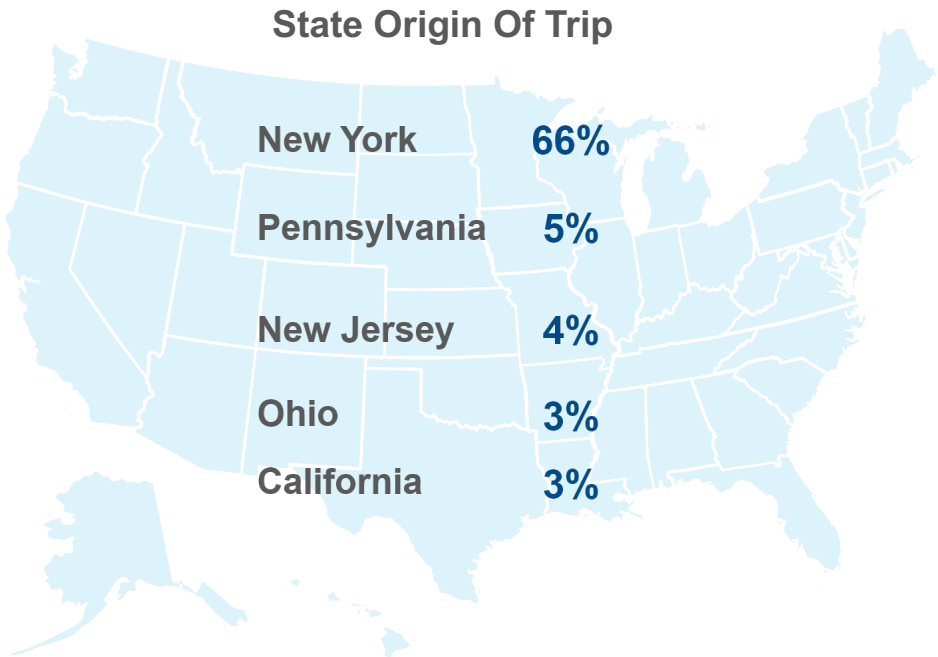 State Origin Of Trip
New York 66%
Pennsylvania 5%
New Jersey 4%
Ohio 3%
California 3%